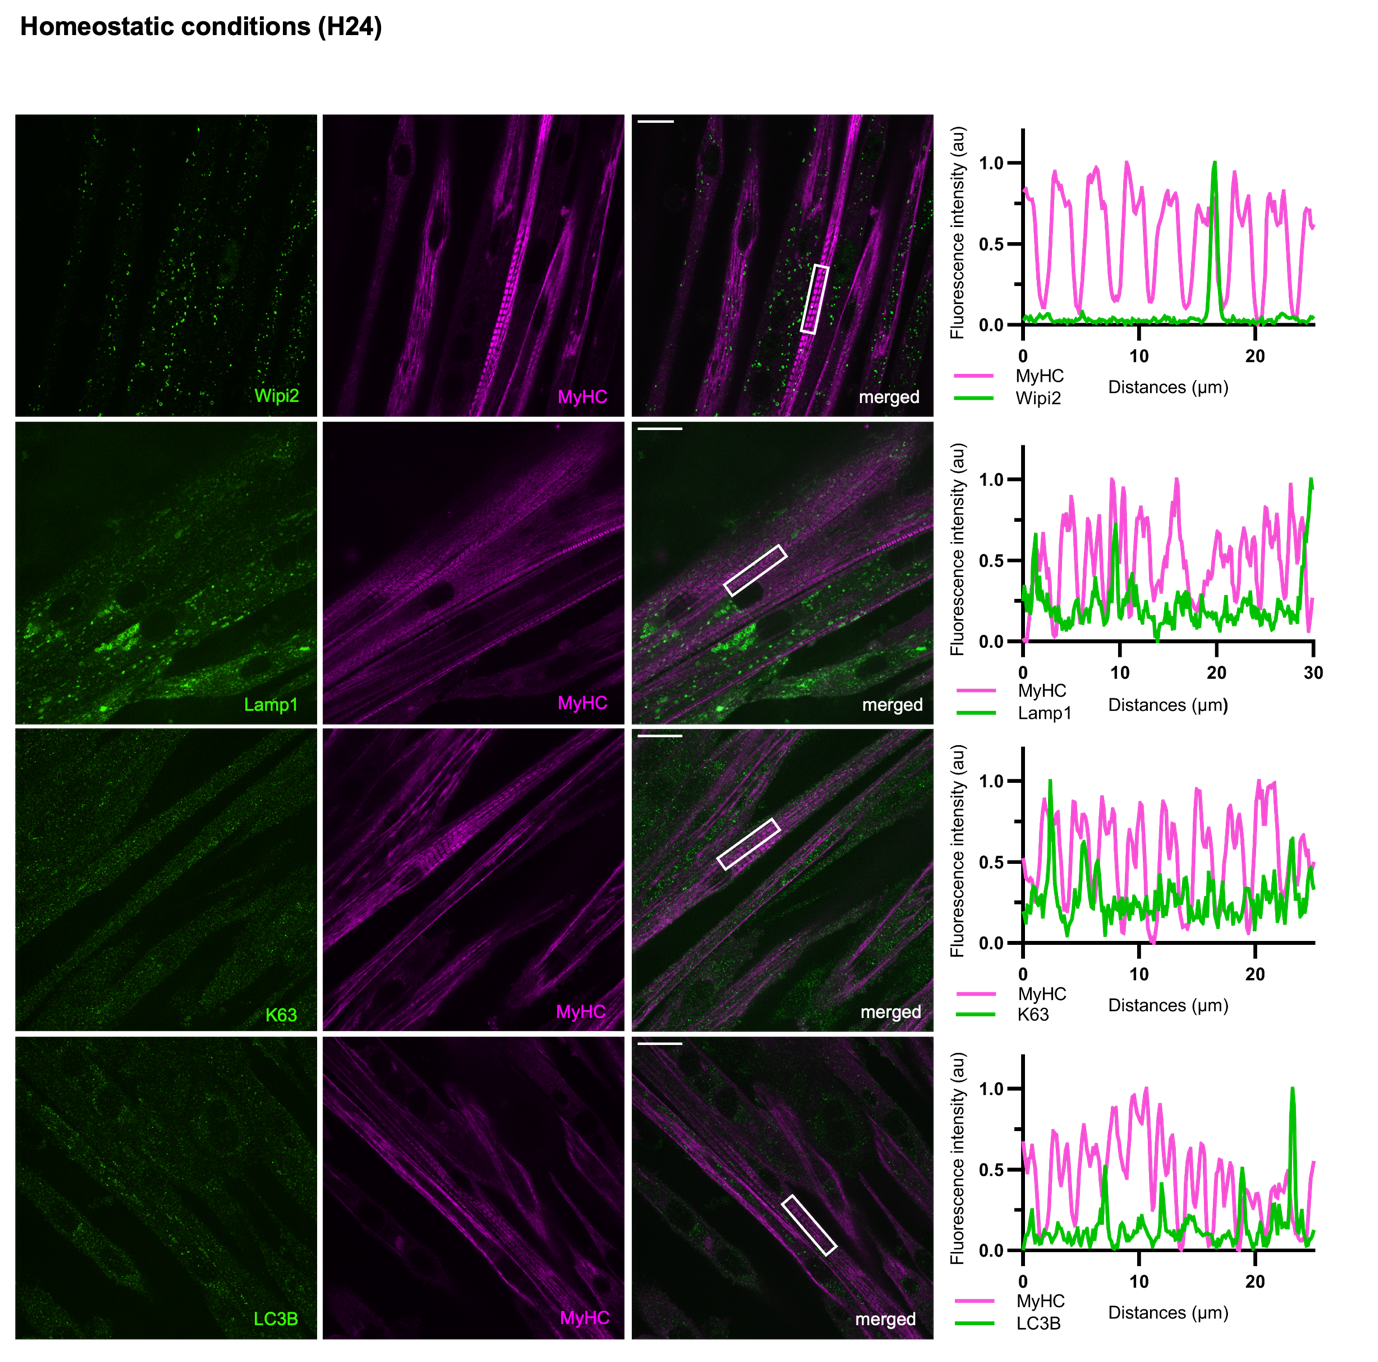 Homeostatic conditions (H24)
Wipi2
MyHC
merged
Fluorescence intensity (au)
1.0
0.5
0.0
0
10
20
MyHC
Wipi2
Distances (μm)
Lamp1
MyHC
merged
Fluorescence intensity (au)
1.0
0.5
0.0
0
10
20
30
MyHC
Lamp1
Distances (μm)
K63
MyHC
merged
Fluorescence intensity (au)
1.0
0.5
0.0
0
10
20
MyHC
K63
Distances (μm)
LC3B
MyHC
merged
Fluorescence intensity (au)
1.0
0.5
0.0
0
10
20
MyHC
LC3B
Distances (μm)